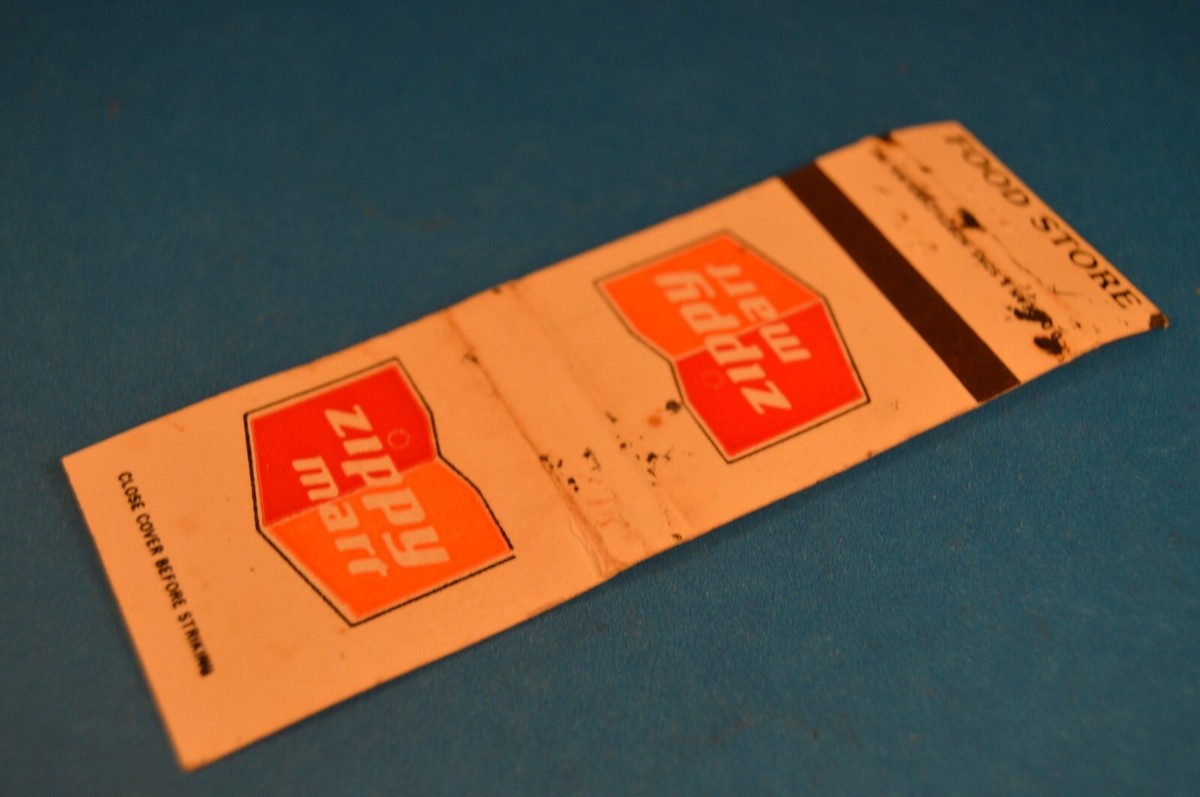 zippy
mart
CLOSE COVER BEFORE STRIKING
zippy
mart
FOOD STORE